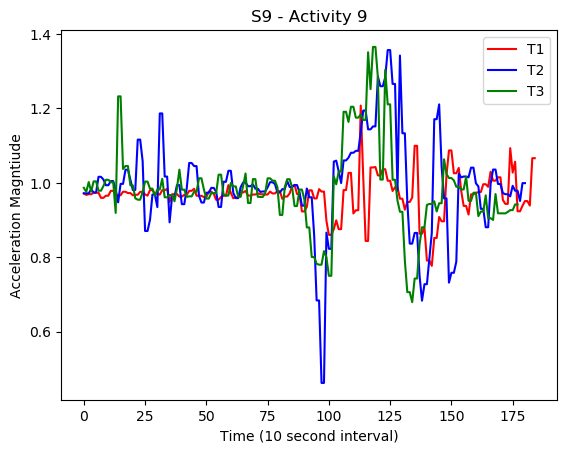 S9 - Activity 9
T1
T2
T3
Acceleration Magntiude
1.4
1.2
1.0
0.8
0.6
0
25
50
75
100
125
150
175
Time (10 second interval)